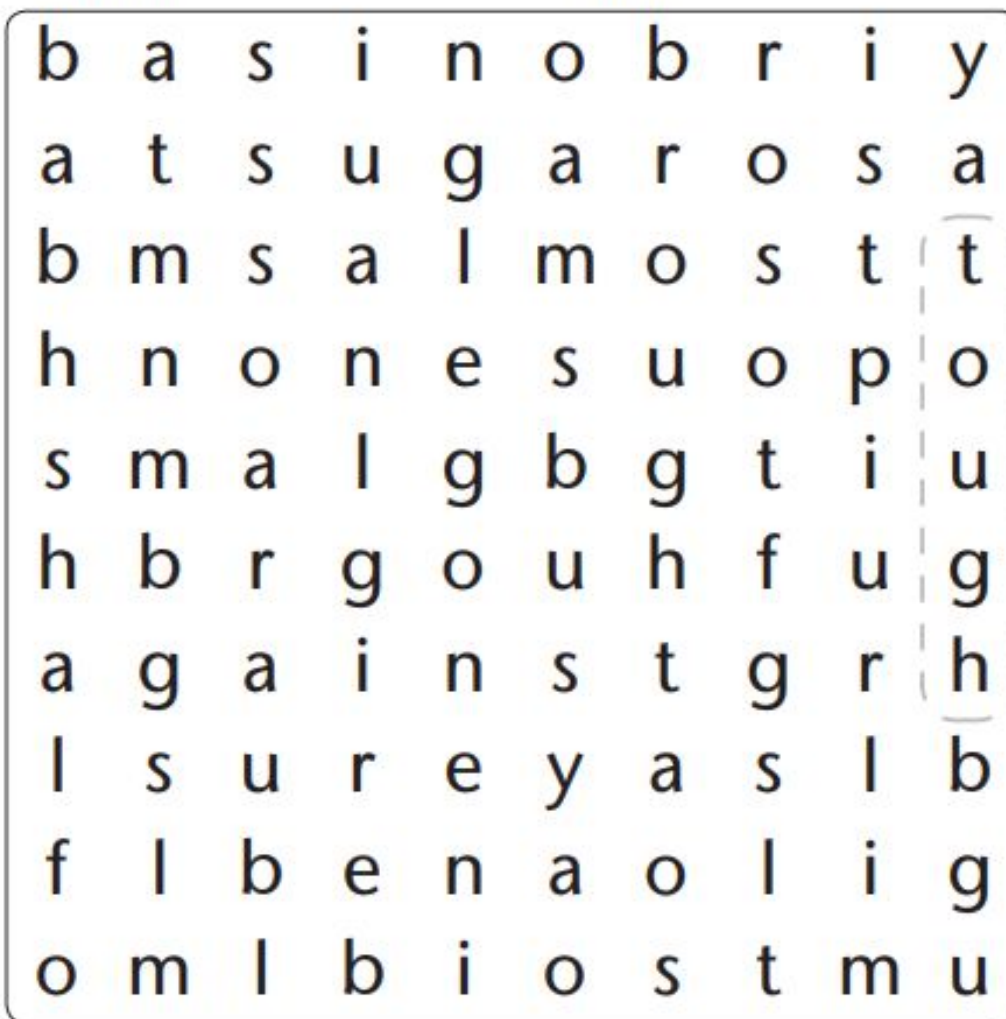 b a s i n o b r i y
a t s u g a r o s a
b m s a l m o s t t
h n o n e s u o p o
s m a l g b g t i u
h b r g o u h f u g
a g a i n s t g r h
l s u r e y a s l b
f l b e n a o l i g
o m l b i o s t m u